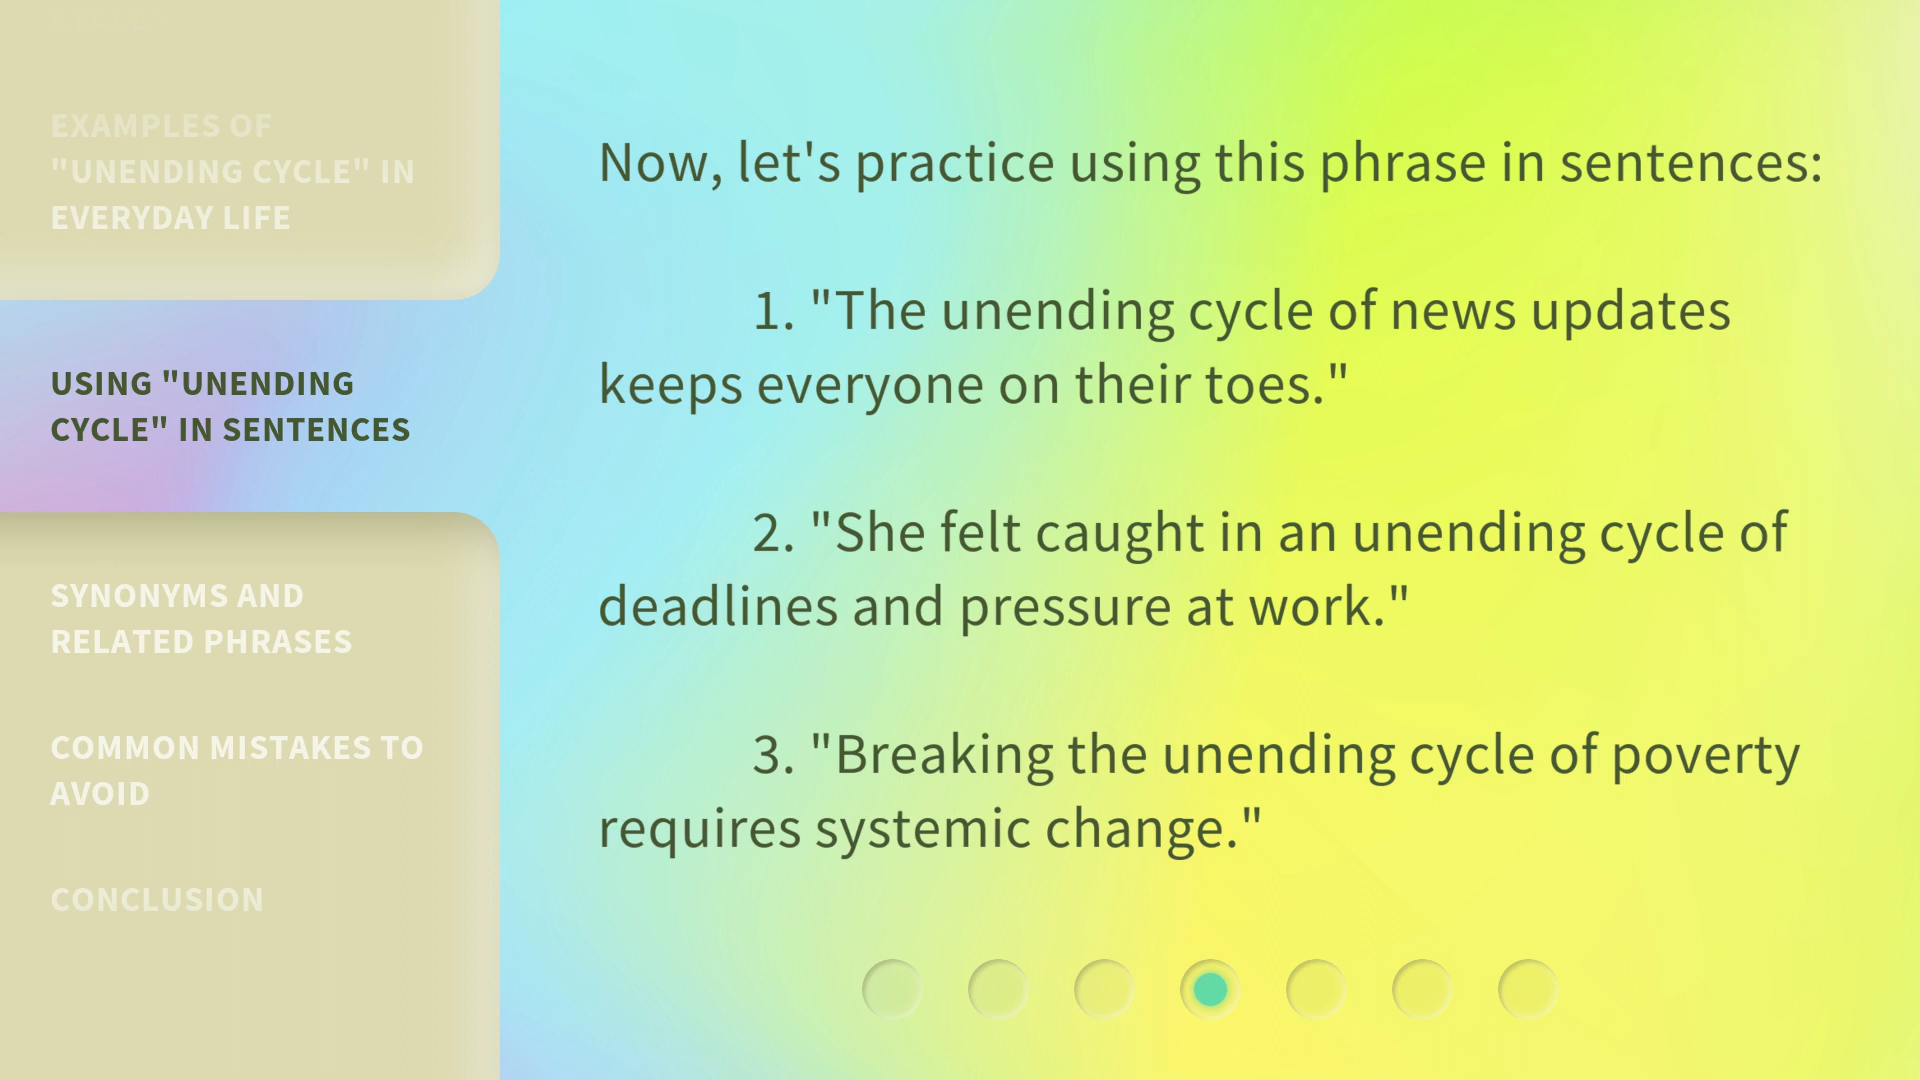 EXAMPLES OF
"UNENDING CYCLE" IN
EVERYDAY LIFE
USING "UNENDING
CYCLE" IN SENTENCES
SYNONYMS AND
RELATED PHRASES
COMMON MISTAKES TO
AVOID
CONCLUSION
Now, let's practice using this phrase in sentences:
1. "The unending cycle of news updates
keeps everyone on their toes."
2. "She felt caught in an unending cycle of
deadlines and pressure at work."
3. "Breaking the unending cycle of poverty
requires systemic change."